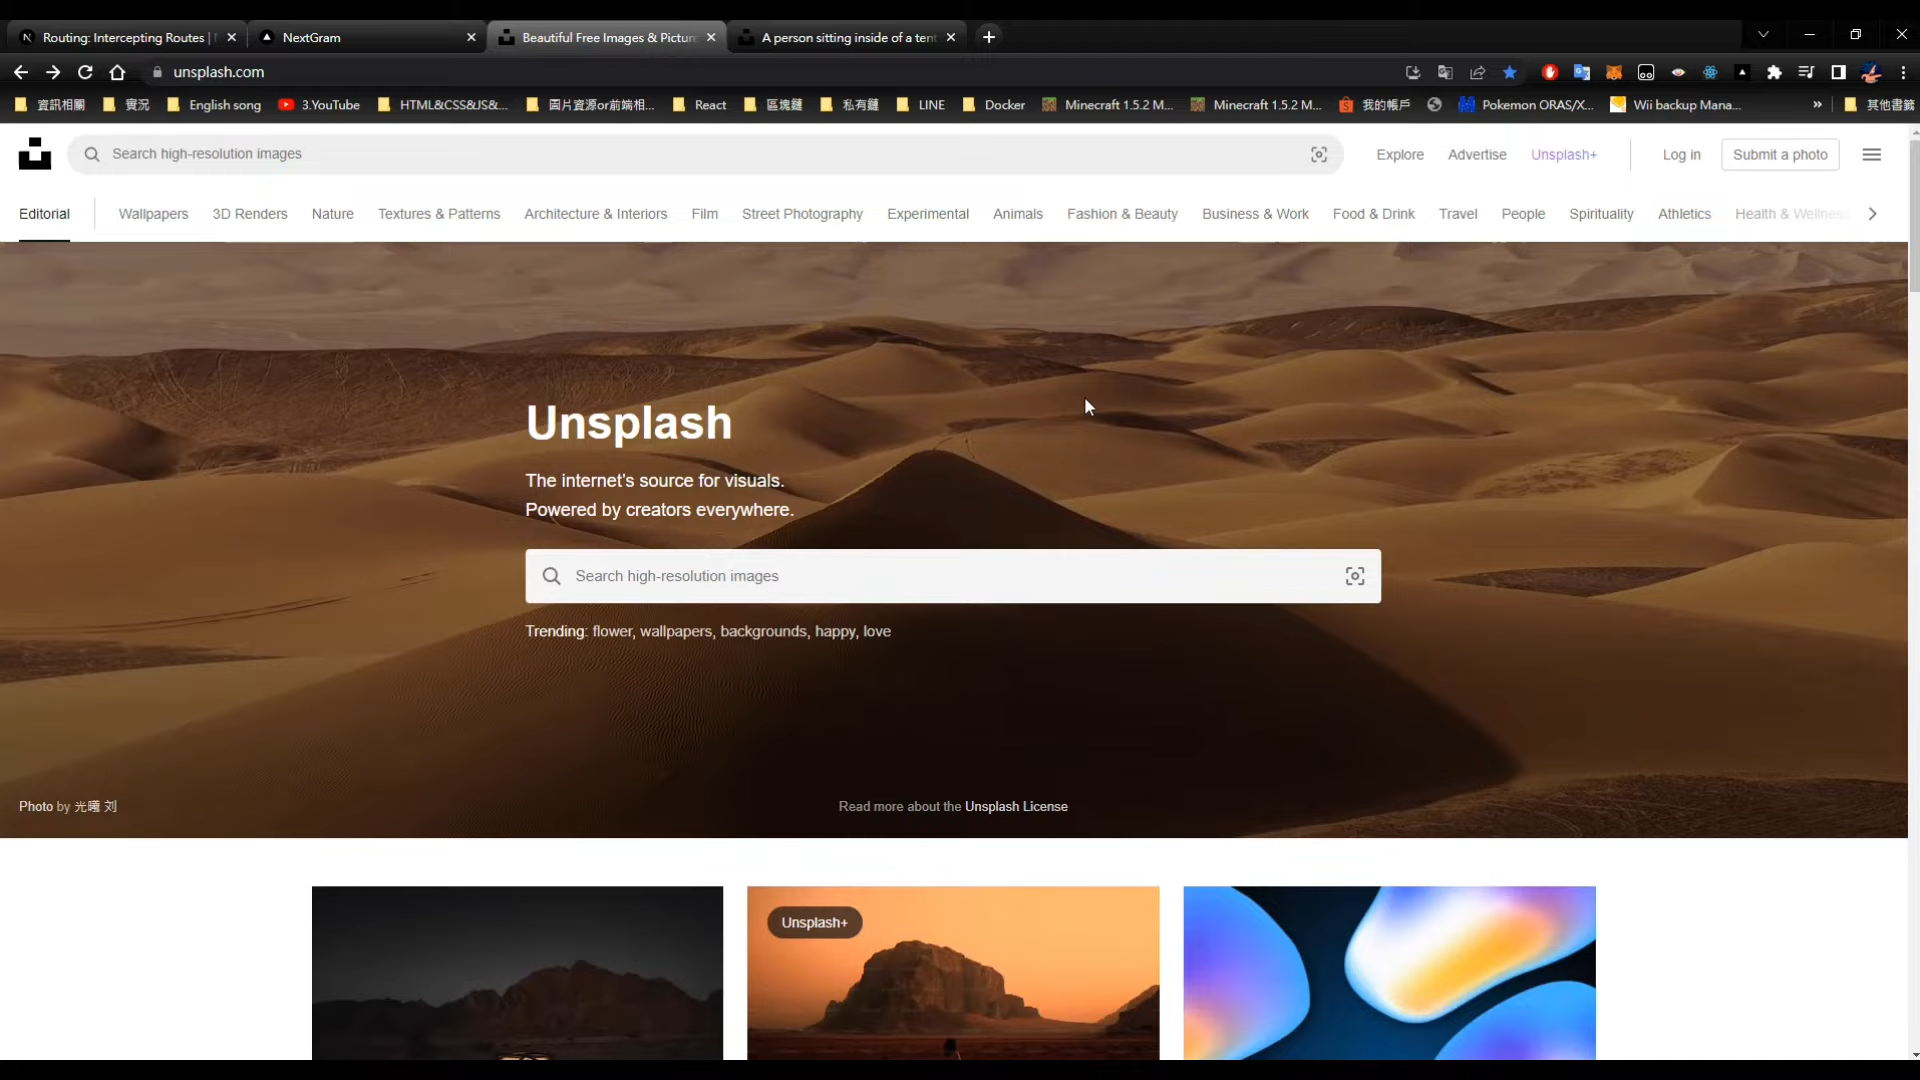 Routing: Intercepting Routes |
NextGram
Beautiful Free Images & Pictur
A person sitting inside of a tent
unsplash.com
資訊相關
實況
English song
3.YouTube
HTML&CSS&JS&...
圖片資源or前端相...
React
區塊鏈
私有鏈
LINE
Docker
Minecraft 1.5.2 M...
Minecraft 1.5.2 M...
我的帳戶
Pokemon ORAS/X...
Wii backup Mana...
»
其他書籤
Search high-resolution images
Explore
Advertise
Unsplash+
Log in
Submit a photo
Editorial
Wallpapers
3D Renders
Nature
Textures & Patterns
Architecture & Interiors
Film
Street Photography
Experimental
Animals
Fashion & Beauty
Business & Work
Food & Drink
Travel
People
Spirituality
Athletics
Health & Wellness
Unsplash
The internet's source for visuals.
Powered by creators everywhere.
Search high-resolution images
Trending: flower, wallpapers, backgrounds, happy, love
Photo by 光曦 刘
Read more about the Unsplash License
Unsplash+